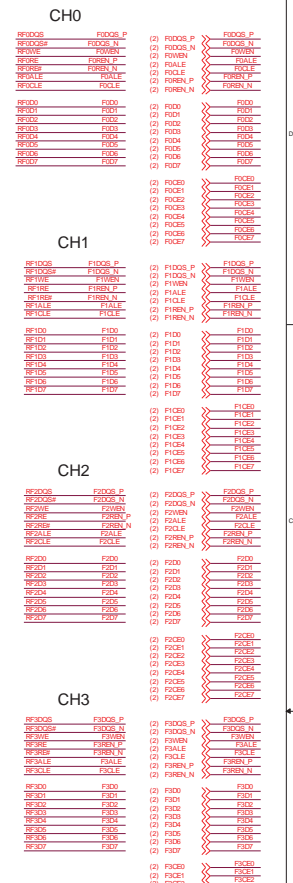 CH0
RF0DQS F0DQS_P (2) F0DQS_P F0DQS_P
RF0DQS# F0DQS_N (2) F0DQS_N F0DQS_N
RF0WE F0WEN (2) F0WEN F0WEN
RF0RE F0REN_P (2) F0ALE F0ALE
RF0RE# F0REN_N (2) F0CLE F0CLE
RF0ALE F0ALE (2) F0REN_P F0REN_P
RF0CLE F0CLE (2) F0REN_N F0REN_N
RF0D0 F0D0 (2) F0D0 F0D0
RF0D1 F0D1 (2) F0D1 F0D1
RF0D2 F0D2 (2) F0D2 F0D2
RF0D3 F0D3 (2) F0D3 F0D3
RF0D4 F0D4 (2) F0D4 F0D4
RF0D5 F0D5 (2) F0D5 F0D5
RF0D6 F0D6 (2) F0D6 F0D6
RF0D7 F0D7 (2) F0D7 F0D7
D
(2) F0CE0 F0CE0
(2) F0CE1 F0CE1
(2) F0CE2 F0CE2
(2) F0CE3 F0CE3
(2) F0CE4 F0CE4
(2) F0CE5 F0CE5
(2) F0CE6 F0CE6
(2) F0CE7 F0CE7
CH1
RF1DQS F1DQS_P (2) F1DQS_P F1DQS_P
RF1DQS# F1DQS_N (2) F1DQS_N F1DQS_N
RF1WE F1WEN (2) F1WEN F1WEN
RF1RE F1REN_P (2) F1ALE F1ALE
RF1RE# F1REN_N (2) F1CLE F1CLE
RF1ALE F1ALE (2) F1REN_P F1REN_P
RF1CLE F1CLE (2) F1REN_N F1REN_N
RF1D0 F1D0 (2) F1D0 F1D0
RF1D1 F1D1 (2) F1D1 F1D1
RF1D2 F1D2 (2) F1D2 F1D2
RF1D3 F1D3 (2) F1D3 F1D3
RF1D4 F1D4 (2) F1D4 F1D4
RF1D5 F1D5 (2) F1D5 F1D5
RF1D6 F1D6 (2) F1D6 F1D6
RF1D7 F1D7 (2) F1D7 F1D7
(2) F1CE0 F1CE0
(2) F1CE1 F1CE1
(2) F1CE2 F1CE2
(2) F1CE3 F1CE3
(2) F1CE4 F1CE4
(2) F1CE5 F1CE5
(2) F1CE6 F1CE6
(2) F1CE7 F1CE7
CH2
RF2DQS F2DQS_P (2) F2DQS_P F2DQS_P
RF2DQS# F2DQS_N (2) F2DQS_N F2DQS_N
RF2WE F2WEN (2) F2WEN F2WEN
RF2RE F2REN_P (2) F2ALE F2ALE
RF2RE# F2REN_N (2) F2CLE F2CLE
RF2ALE F2ALE (2) F2REN_P F2REN_P
RF2CLE F2CLE (2) F2REN_N F2REN_N
C
RF2D0 F2D0 (2) F2D0 F2D0
RF2D1 F2D1 (2) F2D1 F2D1
RF2D2 F2D2 (2) F2D2 F2D2
RF2D3 F2D3 (2) F2D3 F2D3
RF2D4 F2D4 (2) F2D4 F2D4
RF2D5 F2D5 (2) F2D5 F2D5
RF2D6 F2D6 (2) F2D6 F2D6
RF2D7 F2D7 (2) F2D7 F2D7
(2) F2CE0 F2CE0
(2) F2CE1 F2CE1
(2) F2CE2 F2CE2
(2) F2CE3 F2CE3
(2) F2CE4 F2CE4
(2) F2CE5 F2CE5
(2) F2CE6 F2CE6
(2) F2CE7 F2CE7
CH3
RF3DQS F3DQS_P (2) F3DQS_P F3DQS_P
RF3DQS# F3DQS_N (2) F3DQS_N F3DQS_N
RF3WE F3WEN (2) F3WEN F3WEN
RF3RE F3REN_P (2) F3ALE F3ALE
RF3RE# F3REN_N (2) F3CLE F3CLE
RF3ALE F3ALE (2) F3REN_P F3REN_P
RF3CLE F3CLE (2) F3REN_N F3REN_N
RF3D0 F3D0 (2) F3D0 F3D0
RF3D1 F3D1 (2) F3D1 F3D1
RF3D2 F3D2 (2) F3D2 F3D2
RF3D3 F3D3 (2) F3D3 F3D3
RF3D4 F3D4 (2) F3D4 F3D4
RF3D5 F3D5 (2) F3D5 F3D5
RF3D6 F3D6 (2) F3D6 F3D6
RF3D7 F3D7 (2) F3D7 F3D7
(2) F3CE0 F3CE0
(2) F3CE1 F3CE1
F3CE2